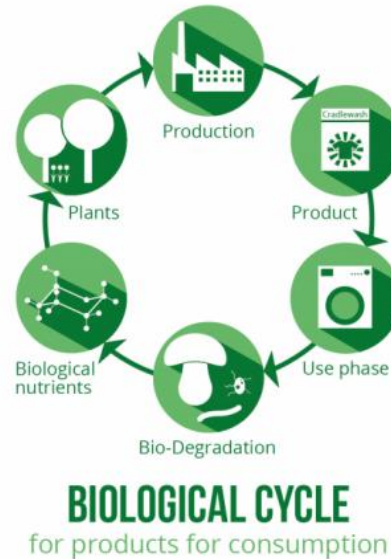 Production
Cradlewash
Product
Use phase
Bio-Degradation
Biological
nutrients
Plants
BIOLOGICAL CYCLE
for products for consumption